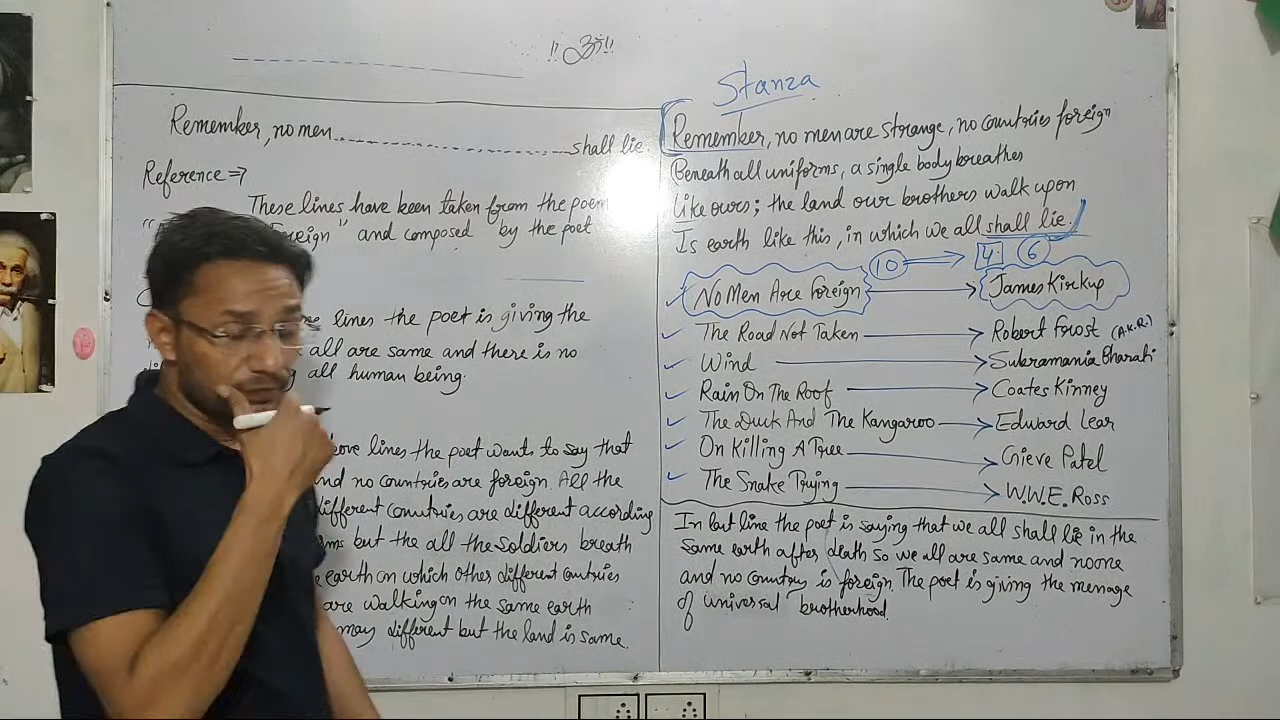 !! ॐ !!
Remember, no men ........................ shall lie
Reference ⇒
These lines have been taken from the poem
Foreign" and composed by the poet
lines the poet is giving the
all are same and there is no
all human being.
lines the poet wants to say that
no countries are foreign. All the
different countries are different according
but the all the Soldiers breath
earth on which other different
are walking on the same earth
may different but the land is same.
Stanza
Remember, no men are strange, no countries foreign
Beneath all uniforms, a single body breathes
Like ours; the land our brothers walk upon
Is earth like this, in which we all shall lie.
10 ⇒ 4 6
No Men Are Foreign → James Kirkup
The Road Not Taken → Robert Frost (A.K.R.)
Wind → Subramania Bharati
Rain On The Roof → Coates Kinney
The Duck And The Kangaroo → Edward Lear
On Killing A Tree → Gieve Patel
The Snake Trying → W.W.E. Ross
In last line the poet is saying that we all shall lie in the
same earth after death so we all are same and noone
and no country is foreign. The poet is giving the
of universal brotherhood.